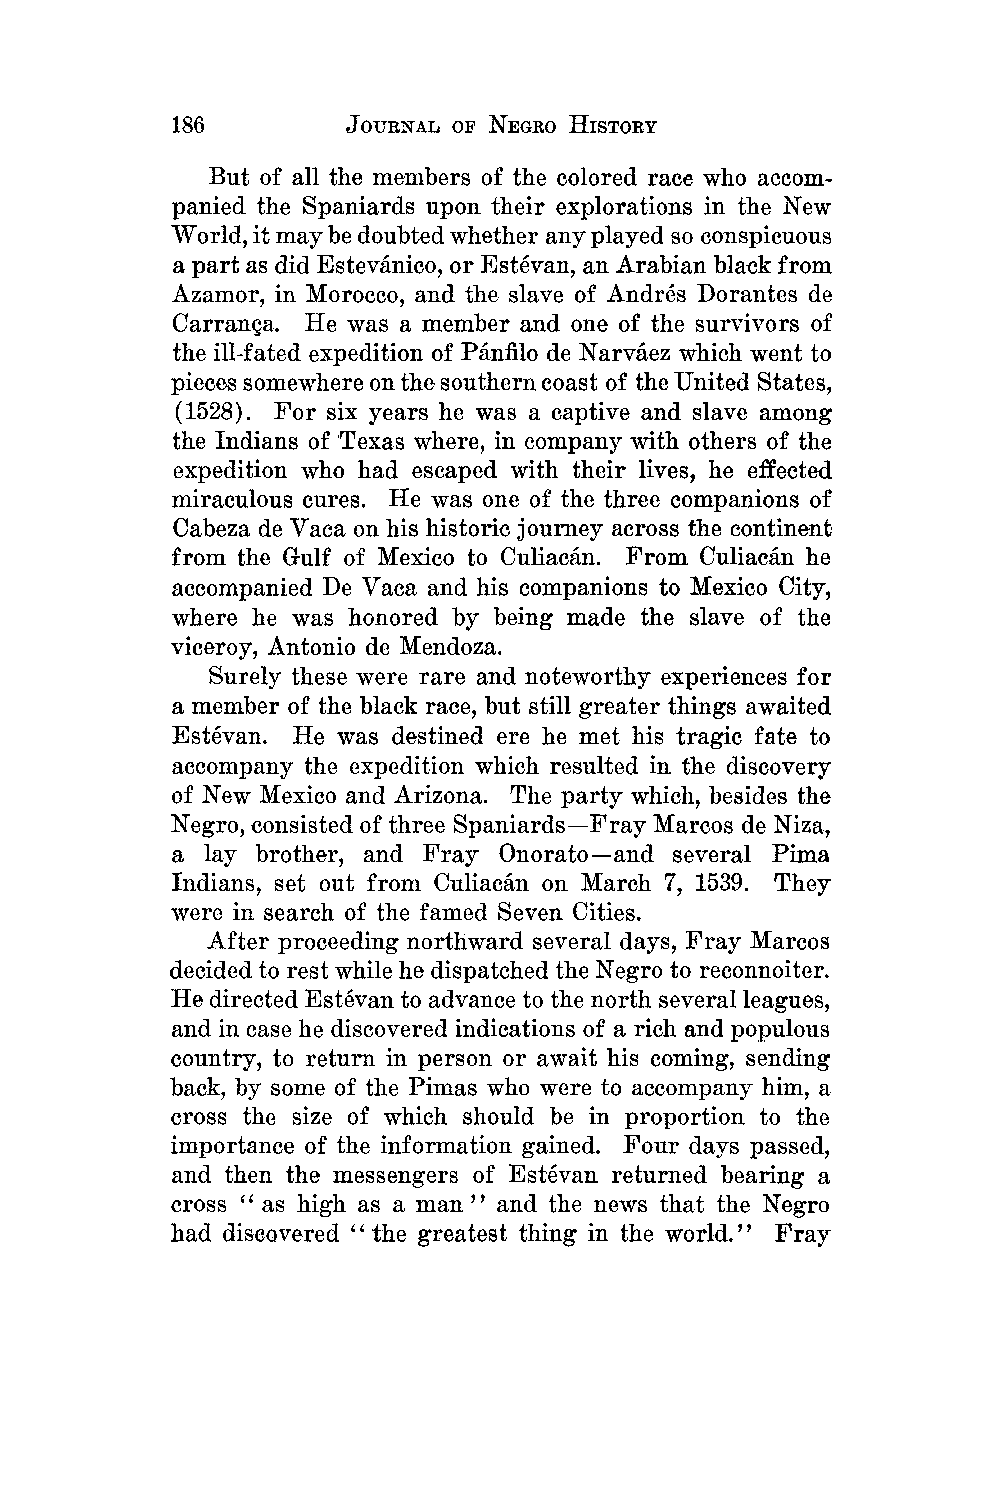 186 JOURNAL OF NEGRO HISTORY
But of all the members of the colored race who accom-
panied the Spaniards upon their explorations in the New
World, it may be doubted whether any played so conspicuous
a part as did Estevánico, or Estévan, an Arabian black from
Azamor, in Morocco, and the slave of Andrés Dorantes de
Carrança. He was a member and one of the survivors of
the ill-fated expedition of Pánfilo de Narváez which went to
pieces somewhere on the southern coast of the United States,
(1528). For six years he was a captive and slave among
the Indians of Texas where, in company with others of the
expedition who had escaped with their lives, he effected
miraculous cures. He was one of the three companions of
Cabeza de Vaca on his historic journey across the continent
from the Gulf of Mexico to Culiacán. From Culiacán he
accompanied De Vaca and his companions to Mexico City,
where he was honored by being made the slave of the
viceroy, Antonio de Mendoza.
Surely these were rare and noteworthy experiences for
a member of the black race, but still greater things awaited
Estévan. He was destined ere he met his tragic fate to
accompany the expedition which resulted in the discovery
of New Mexico and Arizona. The party which, besides the
Negro, consisted of three Spaniards—Fray Marcos de Niza,
a lay brother, and Fray Onorato—and several Pima
Indians, set out from Culiacán on March 7, 1539. They
were in search of the famed Seven Cities.
After proceeding northward several days, Fray Marcos
decided to rest while he dispatched the Negro to reconnoiter.
He directed Estévan to advance to the north several leagues,
and in case he discovered indications of a rich and populous
country, to return in person or await his coming, sending
back, by some of the Pimas who were to accompany him, a
cross the size of which should be in proportion to the
importance of the information gained. Four days passed,
and then the messengers of Estévan returned bearing a
cross "as high as a man" and the news that the Negro
had discovered "the greatest thing in the world." Fray